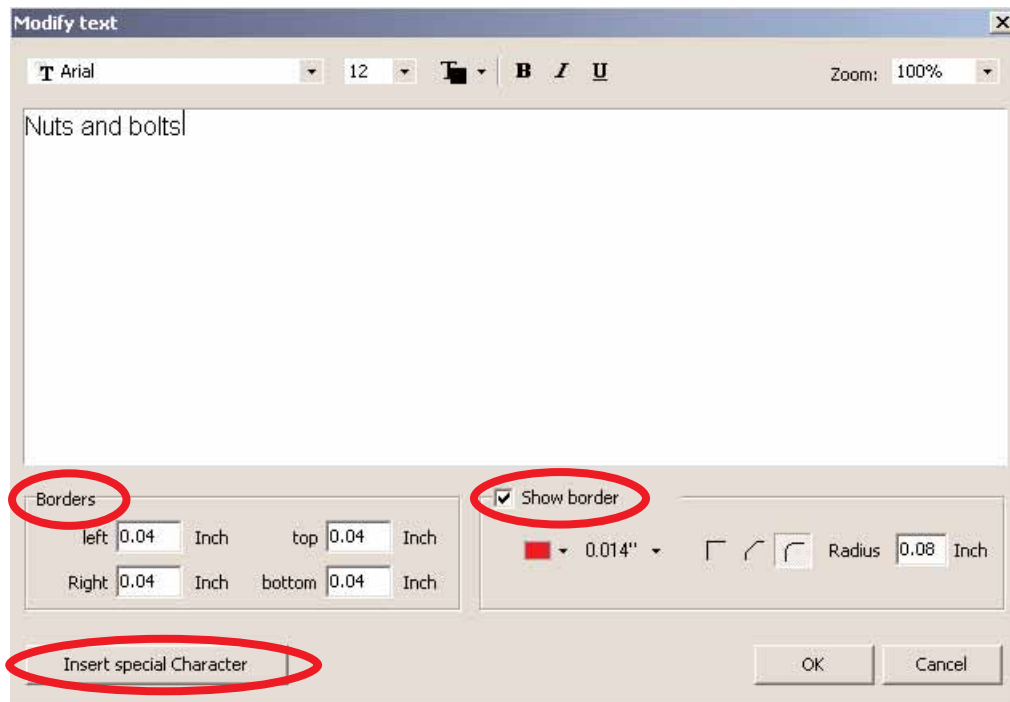 Modify text
Arial 12 B I U Zoom: 100%
Nuts and bolts
Borders
left 0.04 Inch top 0.04 Inch
Right 0.04 Inch bottom 0.04 Inch
Show border
0.014" Radius 0.08 Inch
Insert special Character OK Cancel